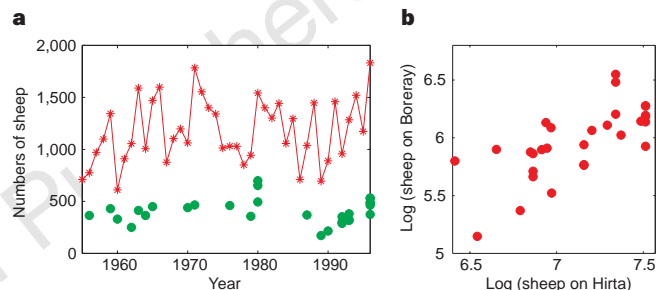 a
2,000
1,500
1,000
500
0
Numbers of sheep
1960 1970 1980 1990
Year
b
6.5
6
5.5
5
Log (sheep on Boreray)
6.5 7 7.5
Log (sheep on Hirta)